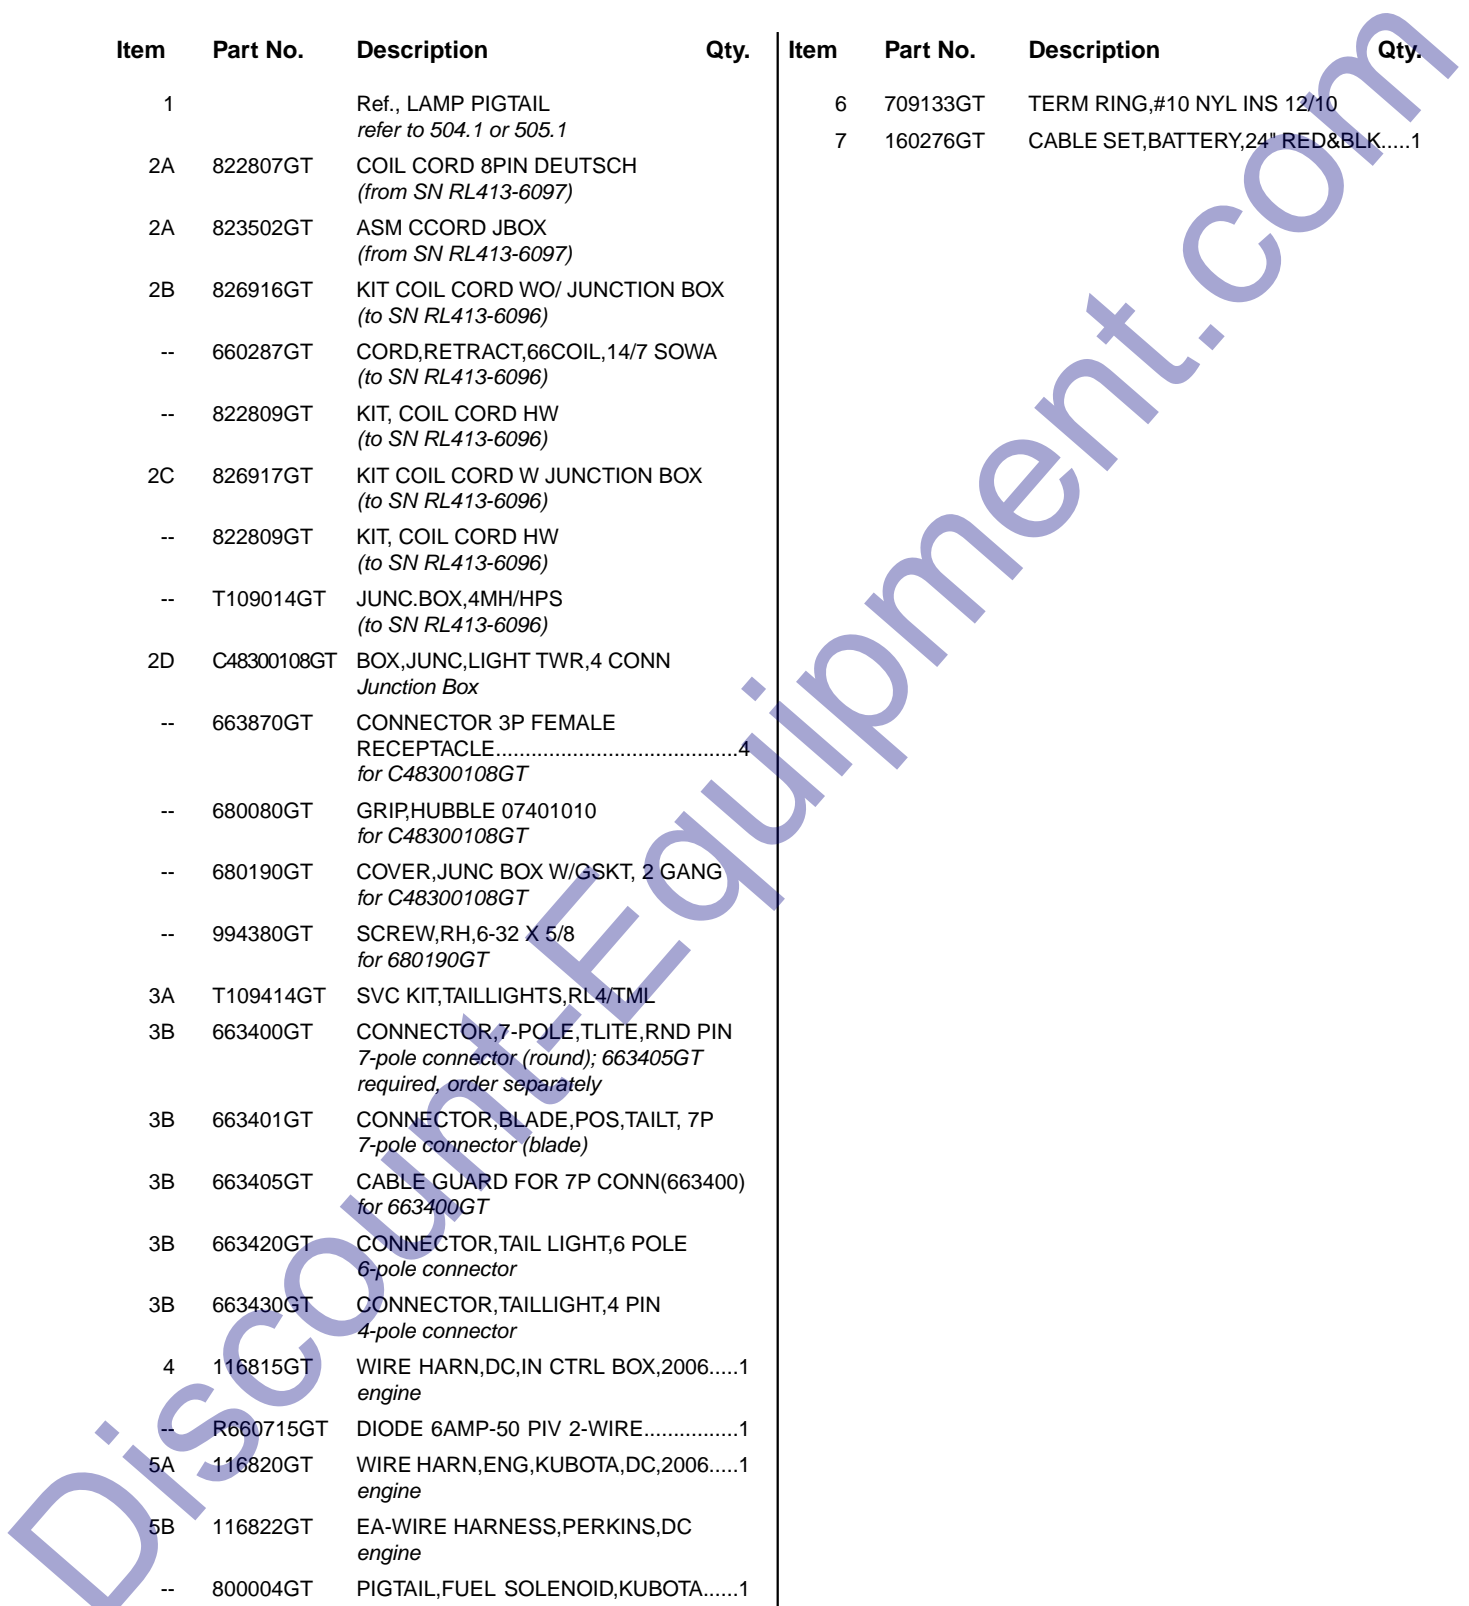 Item Part No. Description Qty.
1 Ref., LAMP PIGTAIL
refer to 504.1 or 505.1
2A 822807GT COIL CORD 8PIN DEUTSCH
(from SN RL413-6097)
2A 823502GT ASM CCORD JBOX
(from SN RL413-6097)
2B 826916GT KIT COIL CORD WO/ JUNCTION BOX
(to SN RL413-6096)
-- 660287GT CORD,RETRACT,66COIL,14/7 SOWA
(to SN RL413-6096)
-- 822809GT KIT, COIL CORD HW
(to SN RL413-6096)
2C 826917GT KIT COIL CORD W JUNCTION BOX
(to SN RL413-6096)
-- 822809GT KIT, COIL CORD HW
(to SN RL413-6096)
-- T109014GT JUNC.BOX,4MH/HPS
(to SN RL413-6096)
2D C48300108GT BOX,JUNC,LIGHT TWR,4 CONN
Junction Box
-- 663870GT CONNECTOR 3P FEMALE
RECEPTACLE.........................................4
for C48300108GT
-- 680080GT GRIP,HUBBLE 07401010
for C48300108GT
-- 680190GT COVER,JUNC BOX W/GSKT, 2 GANG
for C48300108GT
-- 994380GT SCREW,RH,6-32 X 5/8
for 680190GT
3A T109414GT SVC KIT,TAILLIGHTS,RL4/TML
3B 663400GT CONNECTOR,7-POLE,TLITE,RND PIN
7-pole connector (round); 663405GT
required, order separately
3B 663401GT CONNECTOR,BLADE,POS,TAILT, 7P
7-pole connector (blade)
3B 663405GT CABLE GUARD FOR 7P CONN(663400)
for 663400GT
3B 663420GT CONNECTOR,TAIL LIGHT,6 POLE
6-pole connector
3B 663430GT CONNECTOR,TAILLIGHT,4 PIN
4-pole connector
4 116815GT WIRE HARN,DC,IN CTRL BOX,2006.....1
engine
-- R660715GT DIODE 6AMP-50 PIV 2-WIRE................1
5A 116820GT WIRE HARN,ENG,KUBOTA,DC,2006.....1
engine
5B 116822GT EA-WIRE HARNESS,PERKINS,DC
engine
-- 800004GT PIGTAIL,FUEL SOLENOID,KUBOTA......1
Item Part No. Description Qty.
6 709133GT TERM RING,#10 NYL INS 12/10
7 160276GT CABLE SET,BATTERY,24" RED&BLK.....1
Discount-Equipment.com